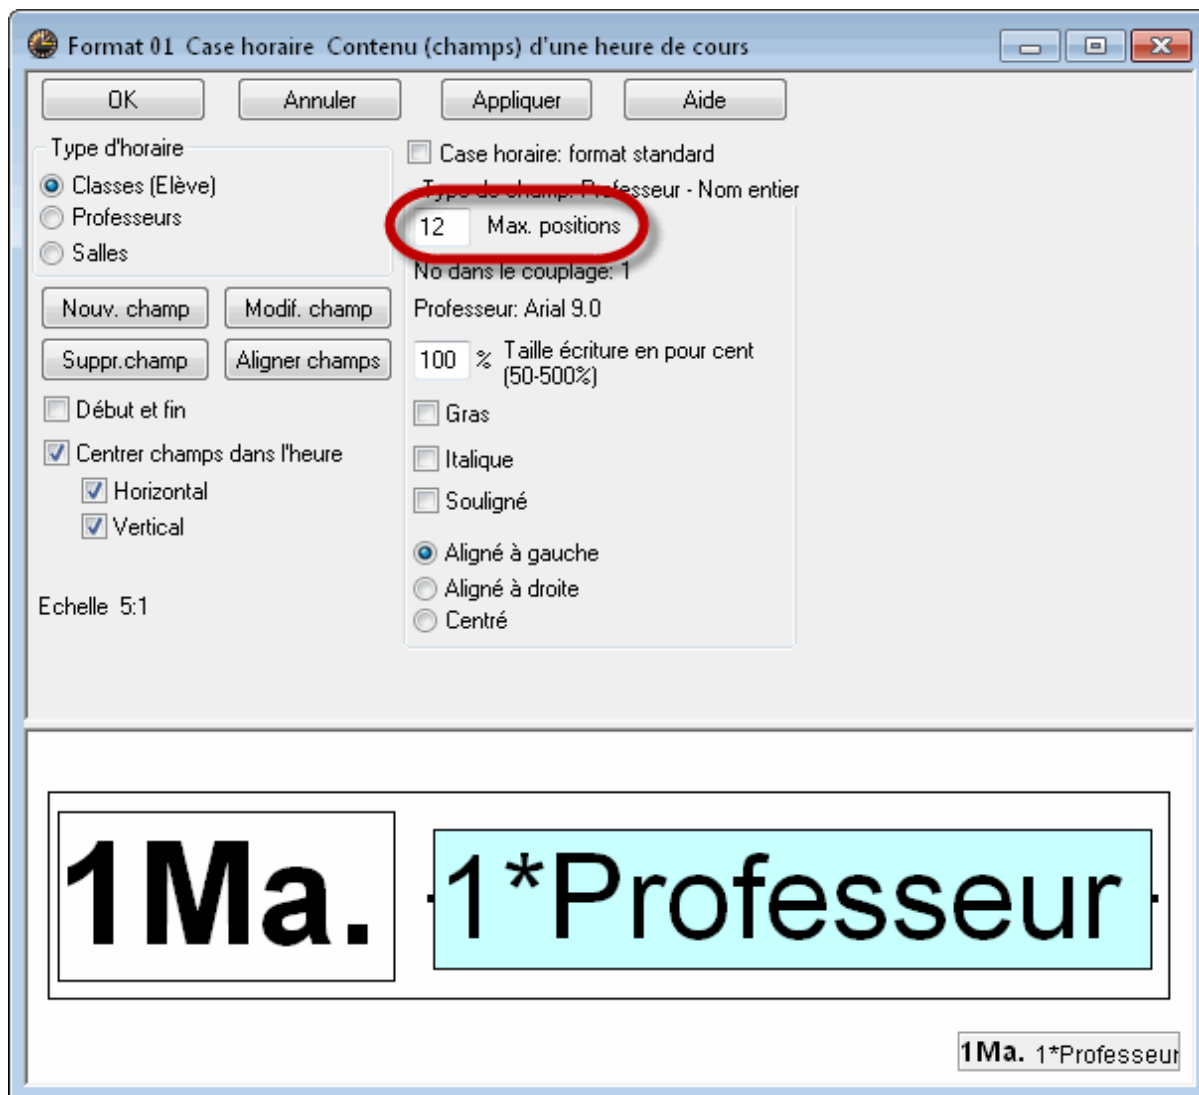 Format 01 Case horaire Contenu (champs) d'une heure de cours
OK Annuler Appliquer Aide
Type d'horaire
Classes (Elève)
Professeurs
Salles
Nouv. champ Modif. champ
Suppr.champ Aligner champs
Début et fin
Centrer champs dans l'heure
Horizontal
Vertical
Echelle 5:1
Case horaire: format standard
Type de champ: Professeur - Nom entier
12 Max. positions
No dans le couplage: 1
Professeur: Arial 9.0
100 % Taille écriture en pour cent
(50-500%)
Gras
Italique
Souligné
Aligné à gauche
Aligné à droite
Centré
1Ma. 1*Professeur
1Ma. 1*Professeur